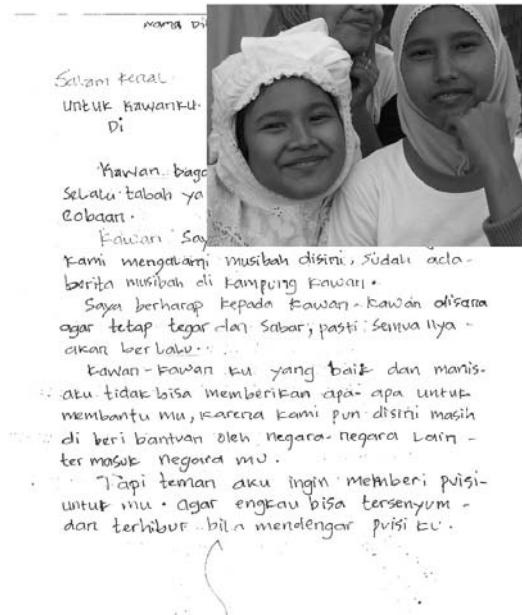 Nama Di
Salam Kenal
untuk Kawanku.
Di
Kawan bag
selalu tabah ya
Cobaan.
Kawan Say
Kami mengalami musibah disini, sudah ada-
berita musibah di kampung kawan.
Saya berharap kepada kawan-kawan disana
agar tetap tegar dan sabar, pasti semua nya-
akan berlalu...
kawan-kawan ku yang baik dan manis-
aku tidak bisa memberikan apa-apa untuk
membantu mu, karena kami pun disini masih
di beri bantuan oleh negara-negara Lain-
termasuk negara mu.
Tapi teman aku ingin memberi puisi-
untuk mu. agar engkau bisa tersenyum-
dan terhibur bila mendengar puisi ku.